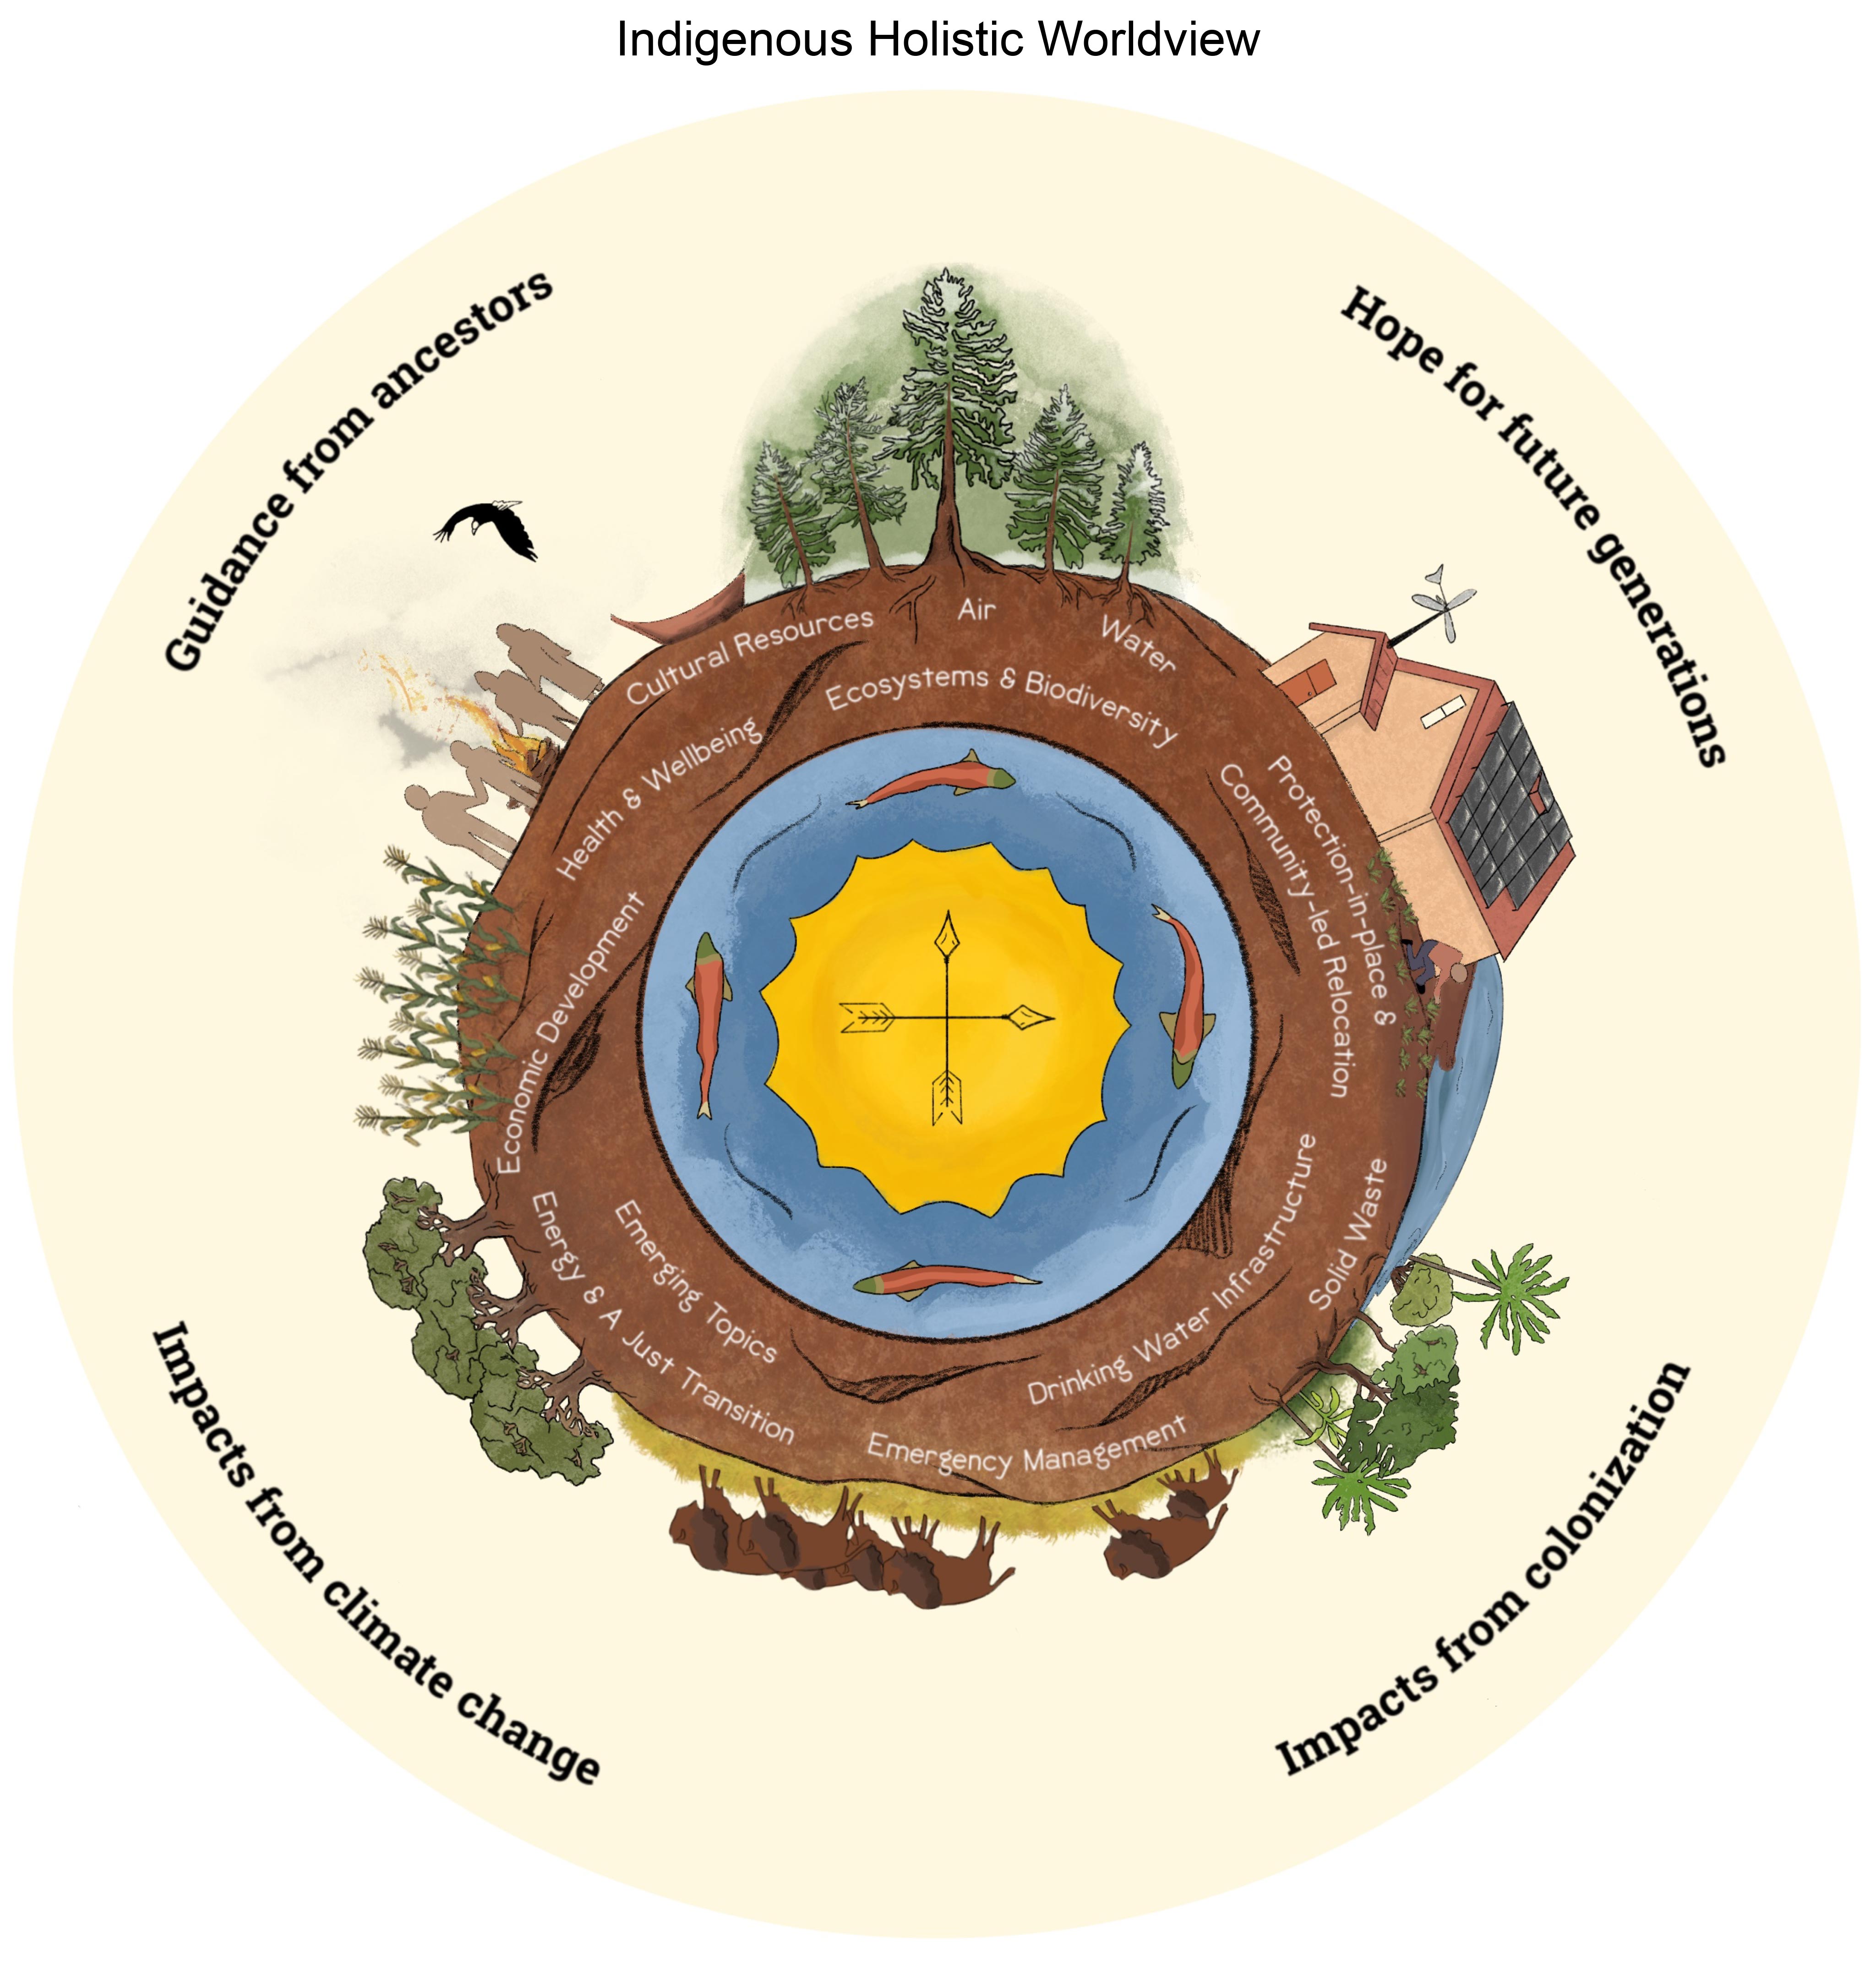 Indigenous Holistic Worldview
Guidance from ancestors
Hope for future generations
Cultural Resources
Air
Water
Ecosystems & Biodiversity
Health & Wellbeing
Protection-in-place &
Community-led Relocation
Economic Development
Energy & A Just Transition
Emerging Topics
Drinking Water Infrastructure
Solid Waste
Emergency Management
Impacts from climate change
Impacts from colonization